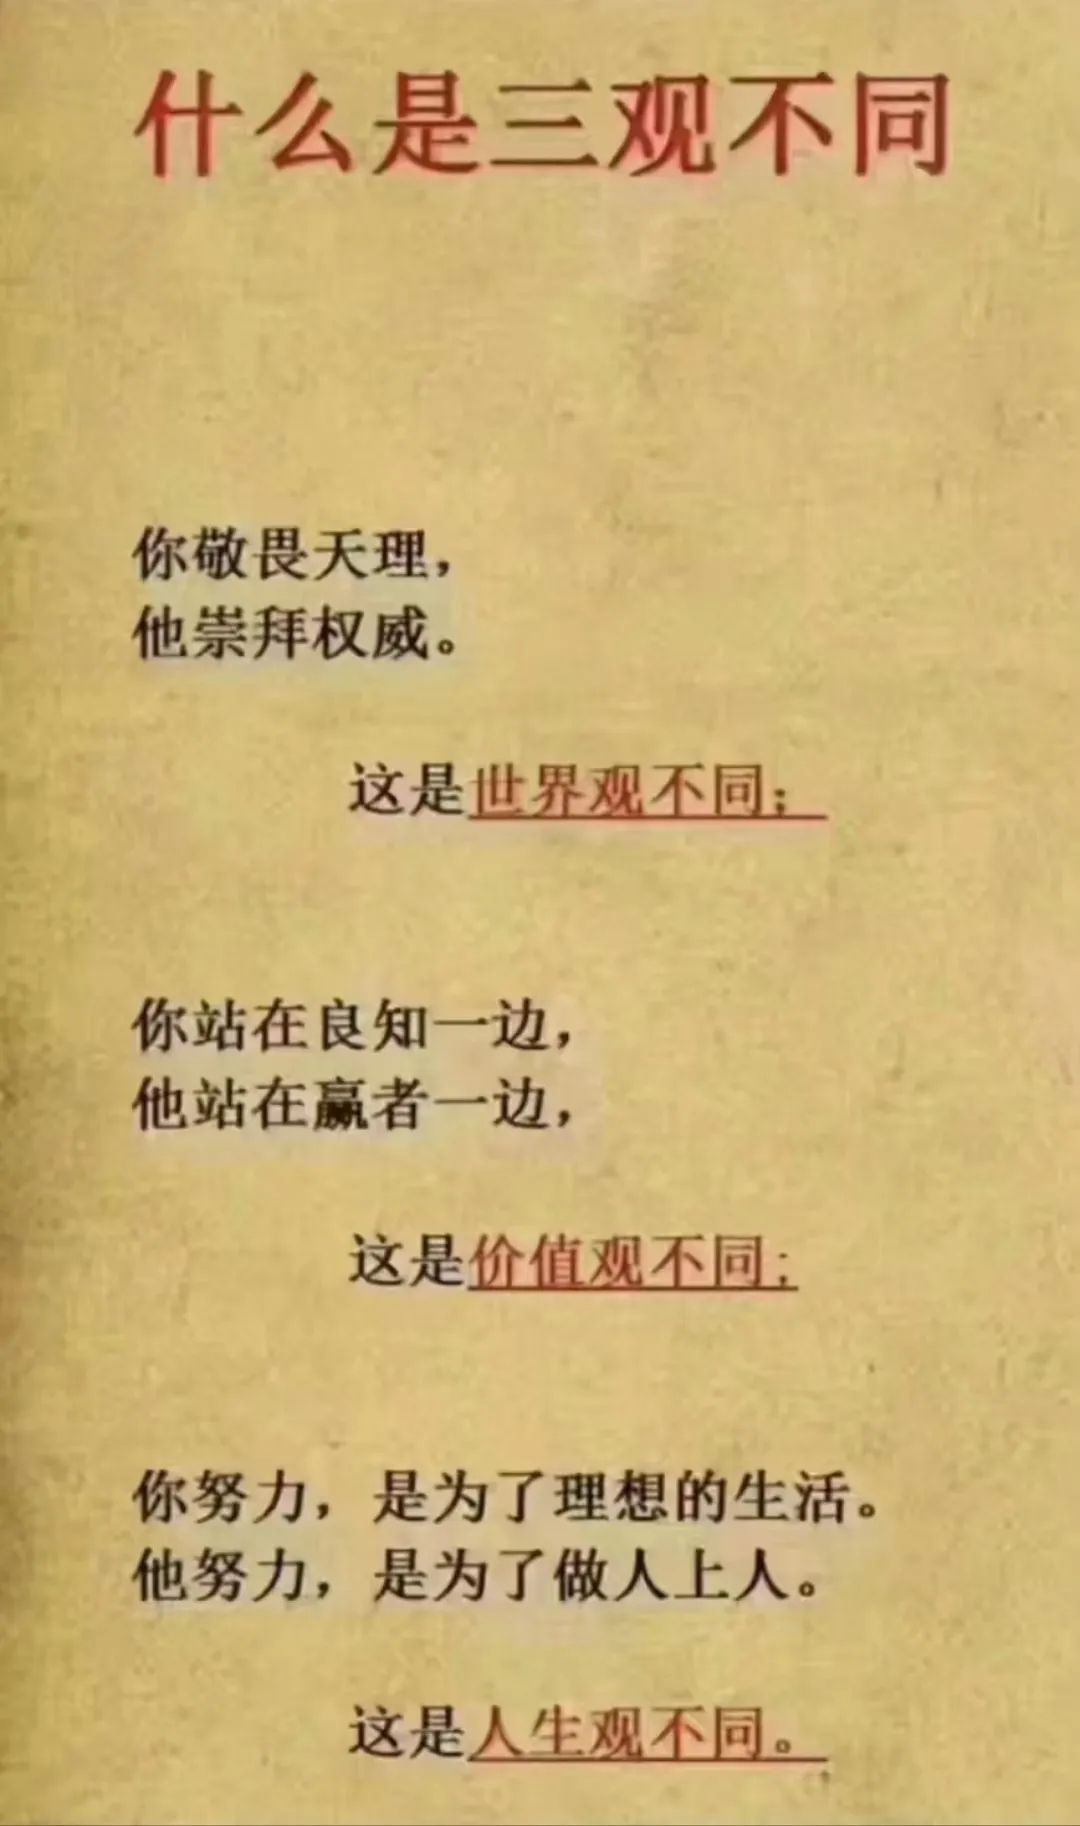 什么是三观不同
你敬畏天理，
他崇拜权威。
这是世界观不同；
你站在良知一边，
他站在赢者一边，
这是价值观不同；
你努力，是为了理想的生活。
他努力，是为了做人上人。
这是人生观不同。